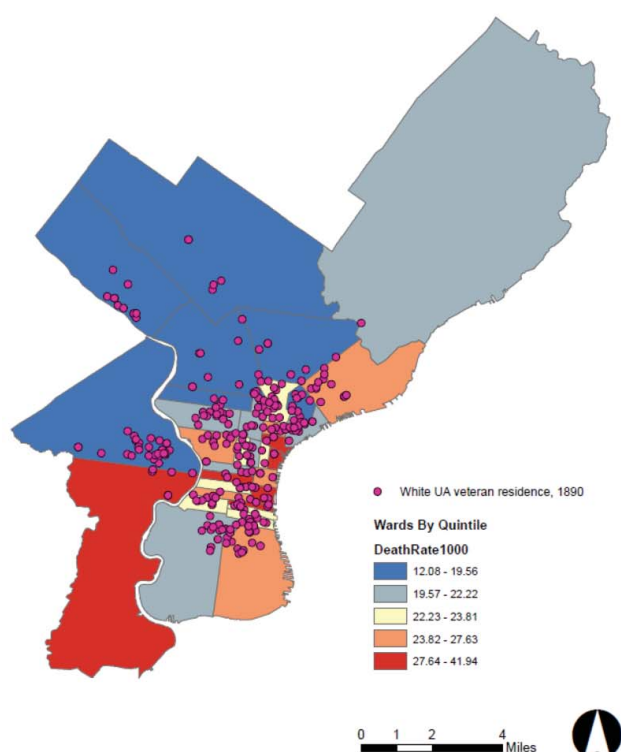 White UA veteran residence, 1890
Wards By Quintile
DeathRate1000
12.08 - 19.56
19.57 - 22.22
22.23 - 23.81
23.82 - 27.63
27.64 - 41.94
0 1 2 4
Miles